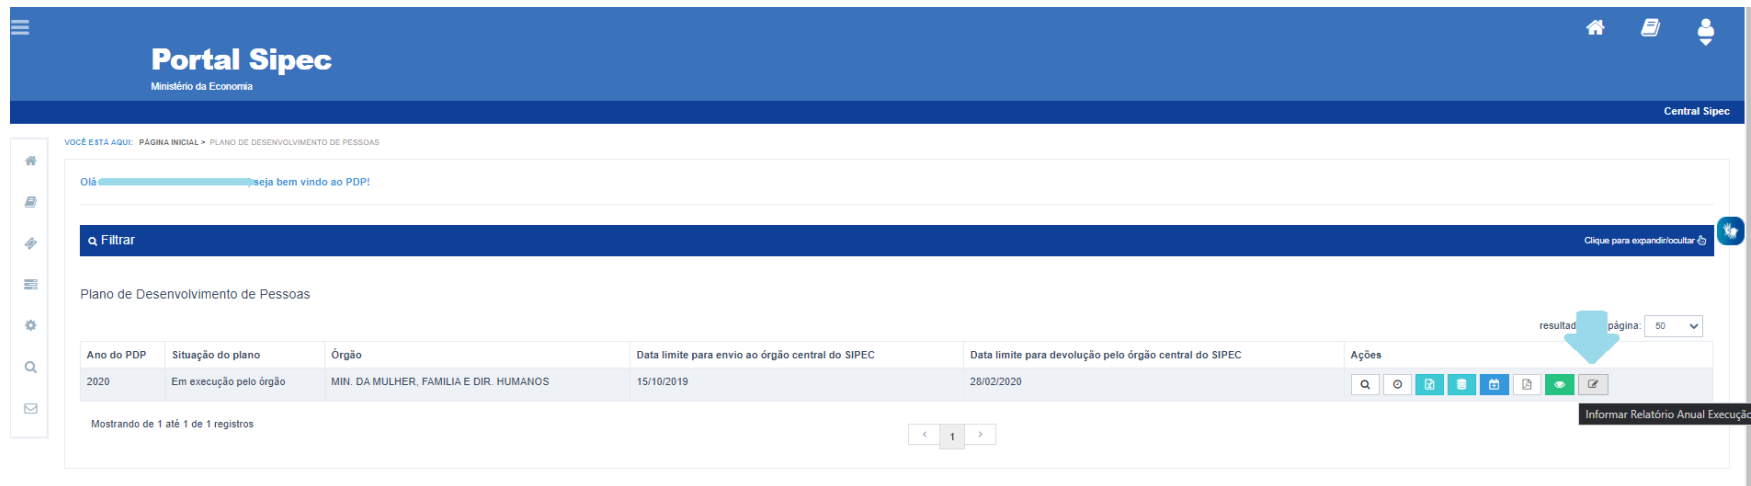 Portal Sipec
Ministério da Economia
Central Sipec
VOCÊ ESTÁ AQUI: PÁGINA INICIAL > PLANO DE DESENVOLVIMENTO DE PESSOAS
Olá seja bem vindo ao PDP!
Filtrar
Clique para expandir/ocultar
Plano de Desenvolvimento de Pessoas
resultad página: 50
Ano do PDP Situação do plano Órgão Data limite para envio ao órgão central do SIPEC Data limite para devolução pelo órgão central do SIPEC Ações
2020 Em execução pelo órgão MIN. DA MULHER, FAMILIA E DIR. HUMANOS 15/10/2019 28/02/2020
Informar Relatório Anual Execução
Mostrando de 1 até 1 de 1 registros
< 1 >